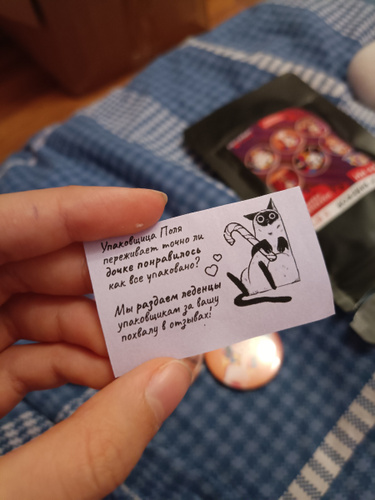 Упаковщица Поля
переживает точно ли
дочке понравилось
как все упаковано?
Мы раздаем леденцы
упаковщикам за вашу
похвалу в отзывах!